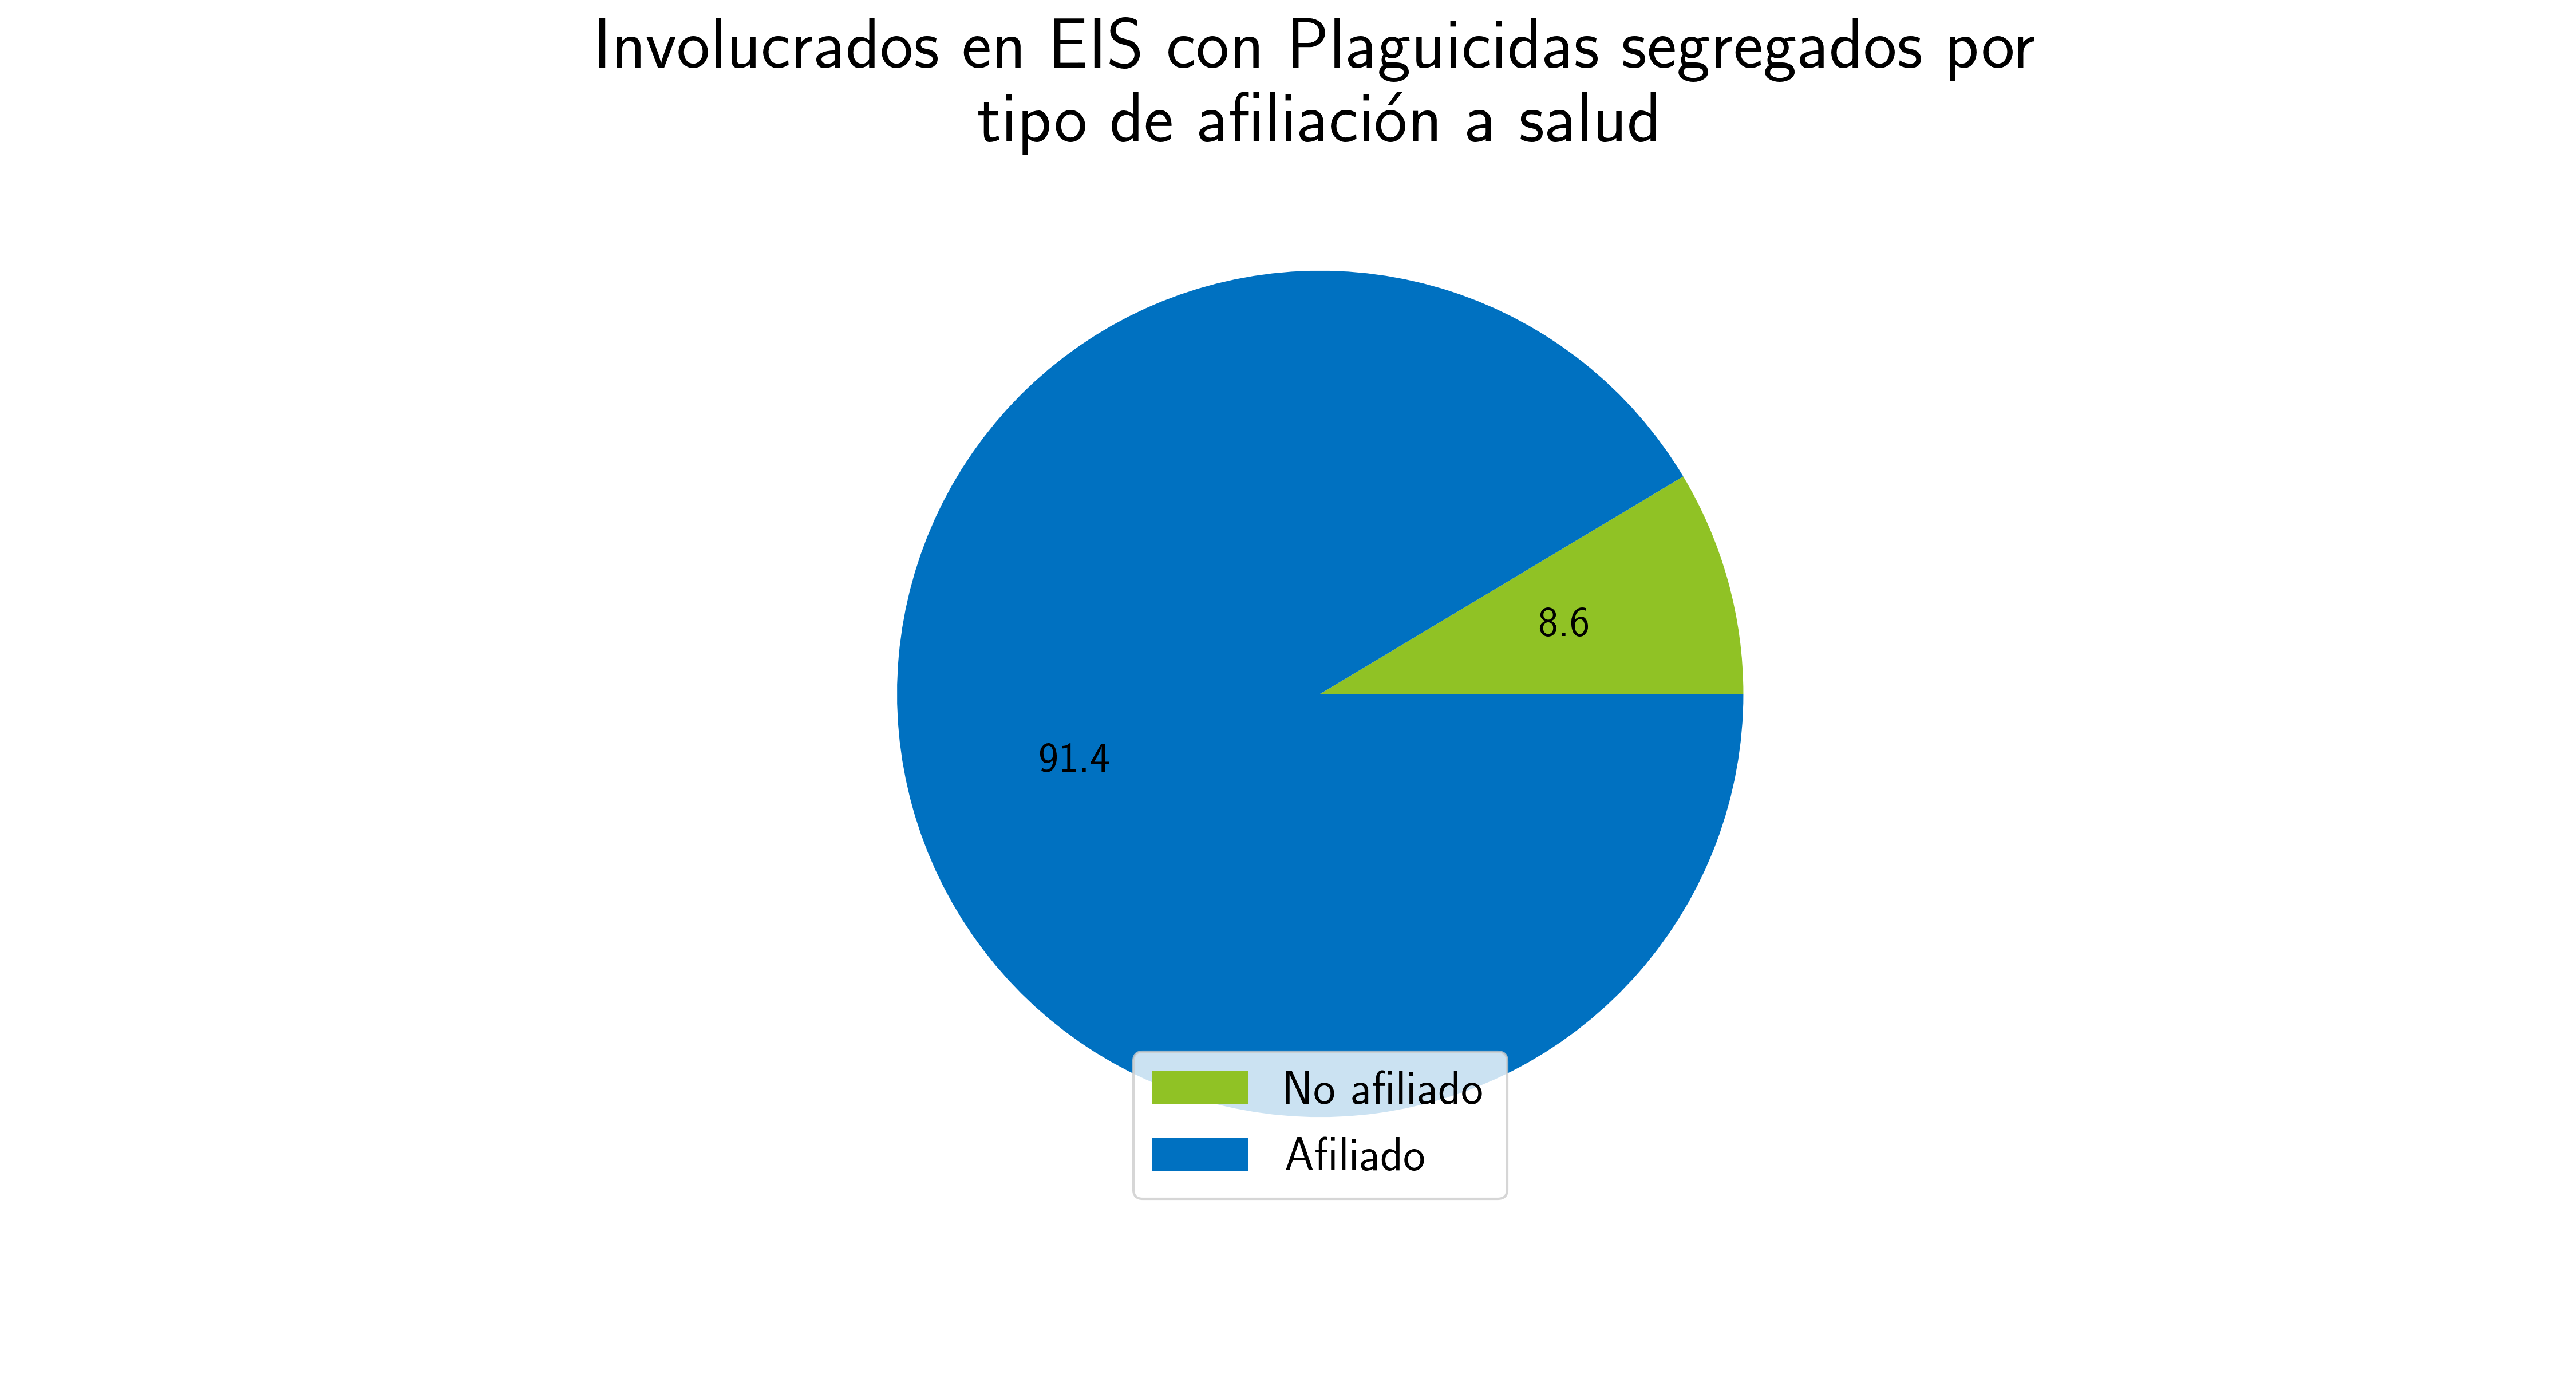 Involucrados en EIS con Plaguicidas segregados por
tipo de afiliación a salud
8.6
91.4
No afiliado
Afiliado